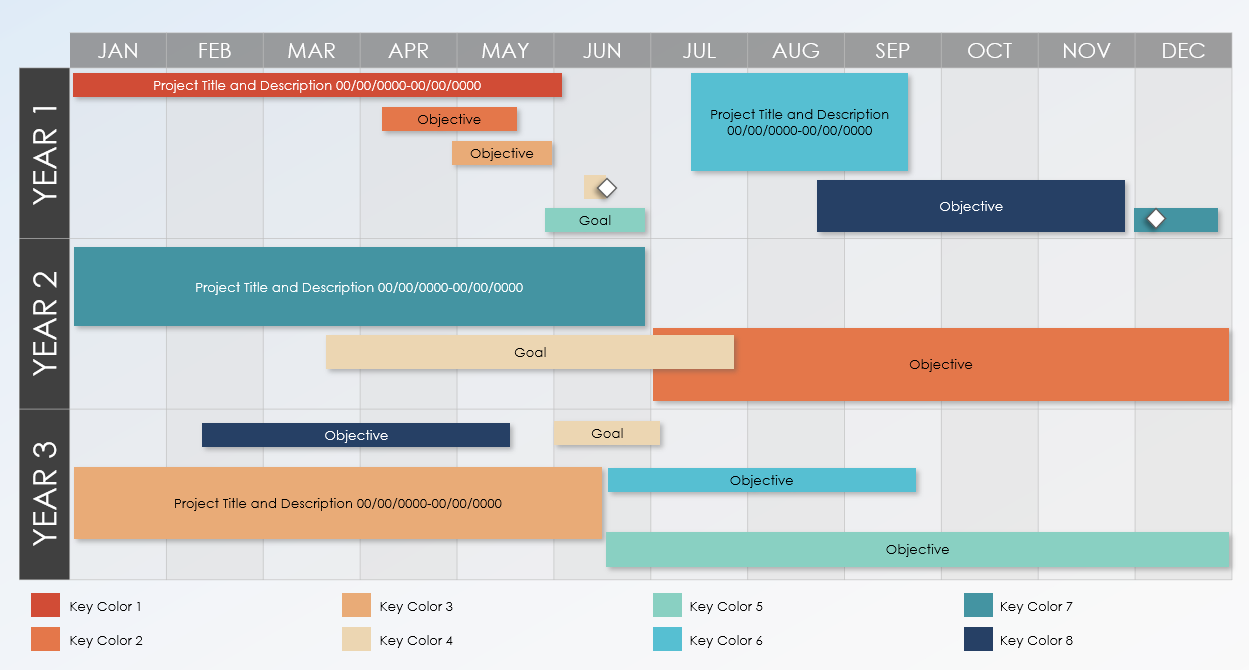 JAN FEB MAR APR MAY JUN JUL AUG SEP OCT NOV DEC
YEAR 1
Project Title and Description 00/00/0000-00/00/0000
Objective
Objective
Goal
Project Title and Description
00/00/0000-00/00/0000
Objective
YEAR 2
Project Title and Description 00/00/0000-00/00/0000
Goal
Objective
YEAR 3
Objective
Goal
Project Title and Description 00/00/0000-00/00/0000
Objective
Objective
Key Color 1
Key Color 2
Key Color 3
Key Color 4
Key Color 5
Key Color 6
Key Color 7
Key Color 8